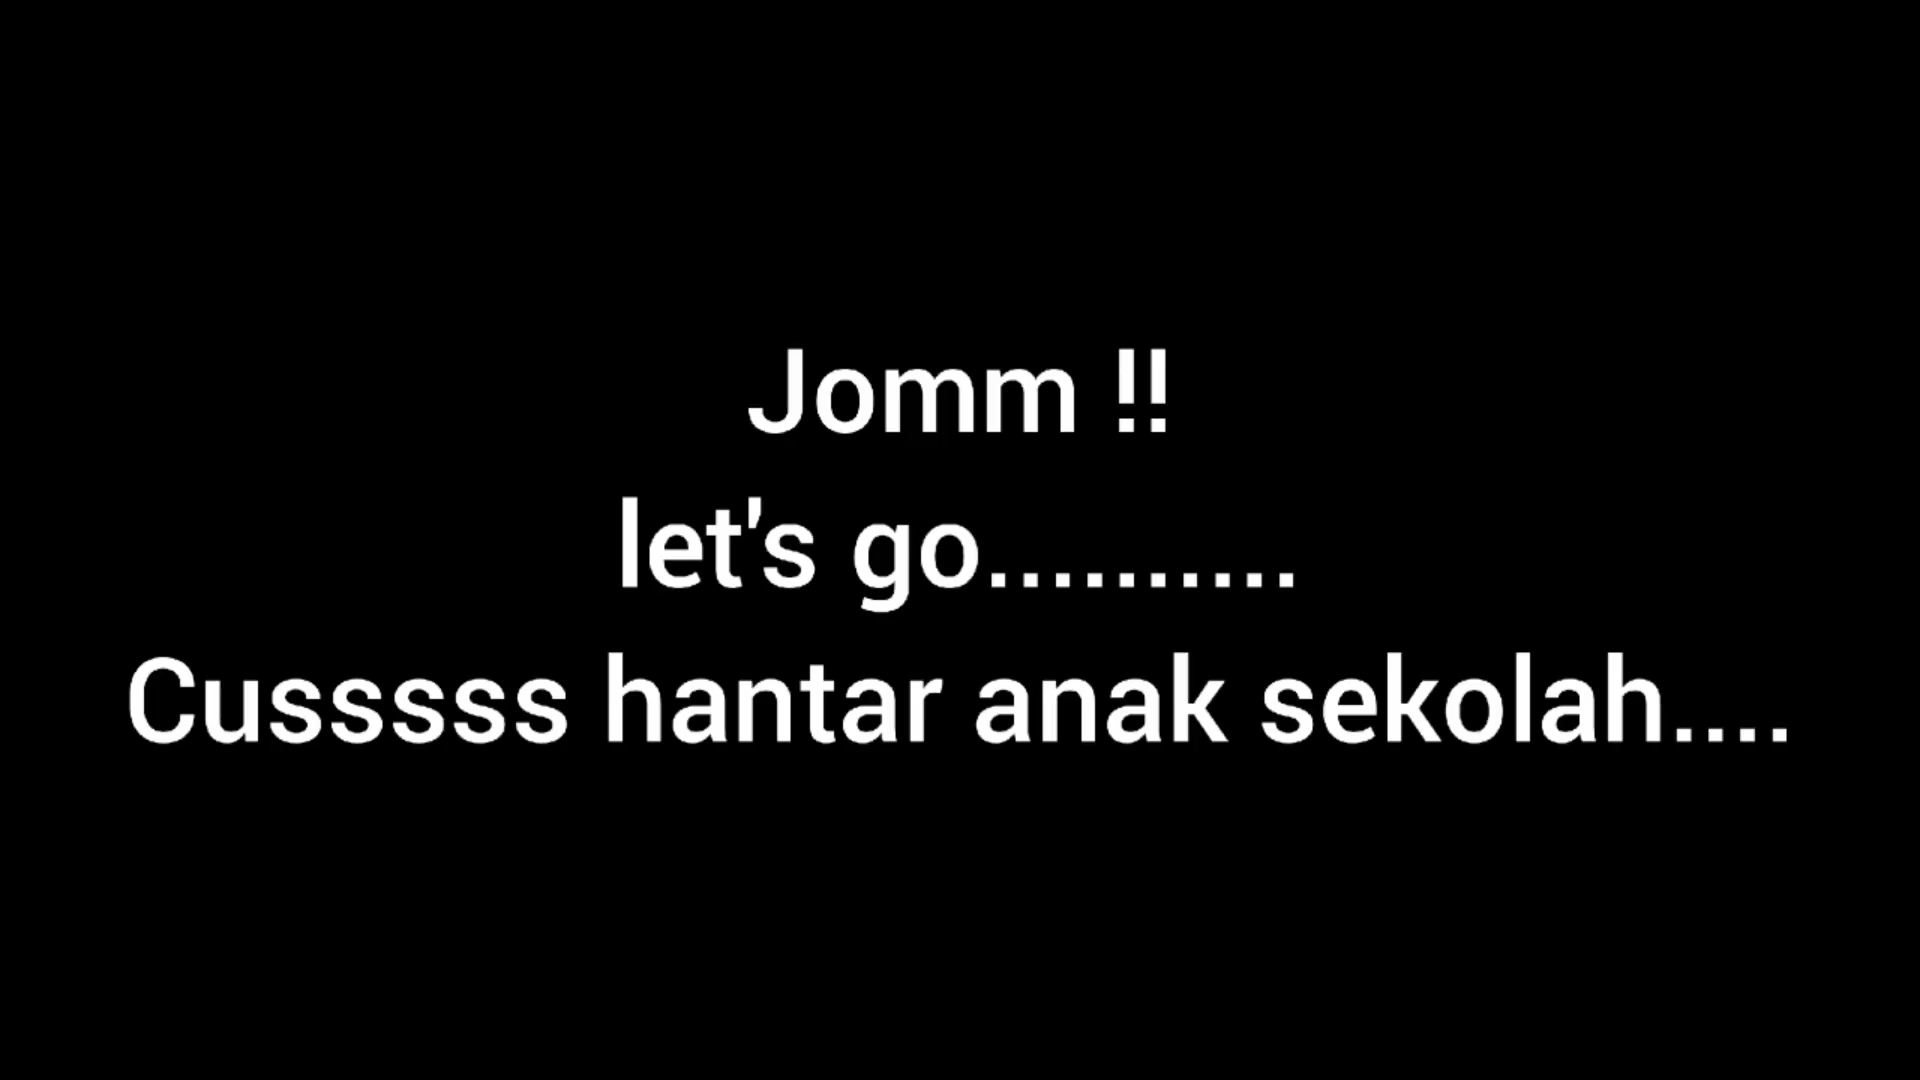 Jomm !!
let's go..........
Cusssss hantar anak sekolah....